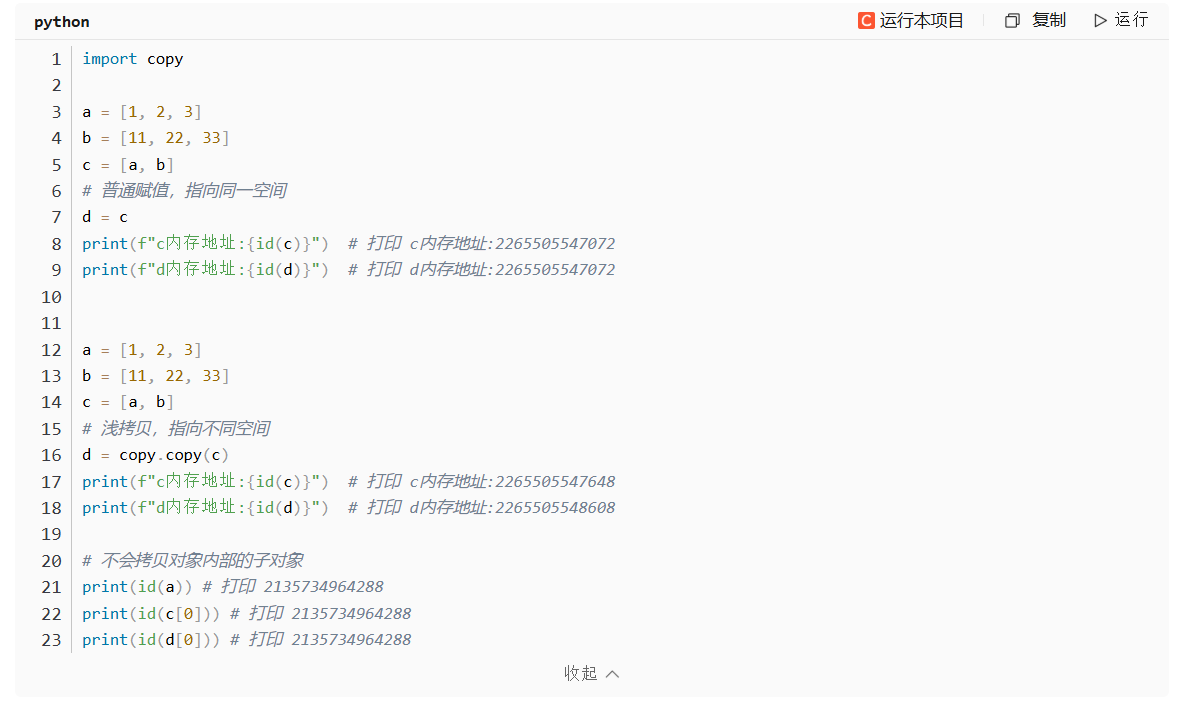 python C 运行本项目 复制 运行
1 import copy
2
3 a = [1, 2, 3]
4 b = [11, 22, 33]
5 c = [a, b]
6 # 普通赋值，指向同一空间
7 d = c
8 print(f"c内存地址:{id(c)}")  # 打印 c内存地址:2265505547072
9 print(f"d内存地址:{id(d)}")  # 打印 d内存地址:2265505547072
10
11
12 a = [1, 2, 3]
13 b = [11, 22, 33]
14 c = [a, b]
15 # 浅拷贝，指向不同空间
16 d = copy.copy(c)
17 print(f"c内存地址:{id(c)}")  # 打印 c内存地址:2265505547648
18 print(f"d内存地址:{id(d)}")  # 打印 d内存地址:2265505548608
19
20 # 不会拷贝对象内部的子对象
21 print(id(a)) # 打印 2135734964288
22 print(id(c[0])) # 打印 2135734964288
23 print(id(d[0])) # 打印 2135734964288
收起